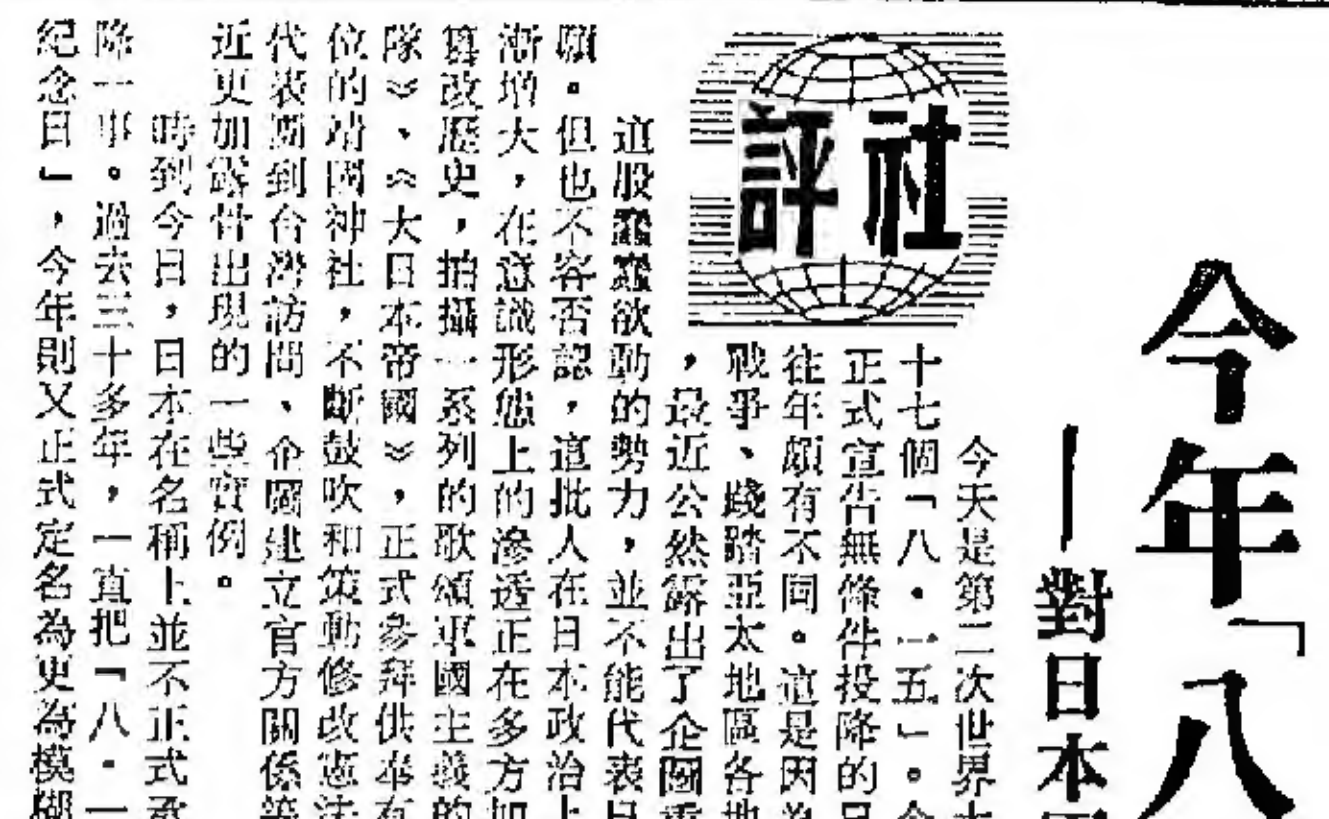 今年「八
──對日本
社評
今天是第二次世界大
十七個「八·一五」。今
正式宣告無條件投降的日
往年頗有不同。這是因為
戰爭、踐踏亞太地區各地
，最近公然露出了企圖重
這股蠢蠢欲動的勢力，並不能代表日
願。但也不容否認，這批人在日本政治上
漸增大，在意識形態上的滲透正在多方加
篡改歷史，拍攝一系列的歌頌軍國主義的
隊》、《大日本帝國》，正式參拜供奉有
位的靖國神社，不斷鼓吹和策動修改憲法
代表團到台灣訪問、企圖建立官方關係等
近更加露骨出現的一些實例。
時到今日，日本在名稱上並不正式承
降一事。過去三十多年，一直把「八·一
紀念日」，今年則又正式定名為更為模糊